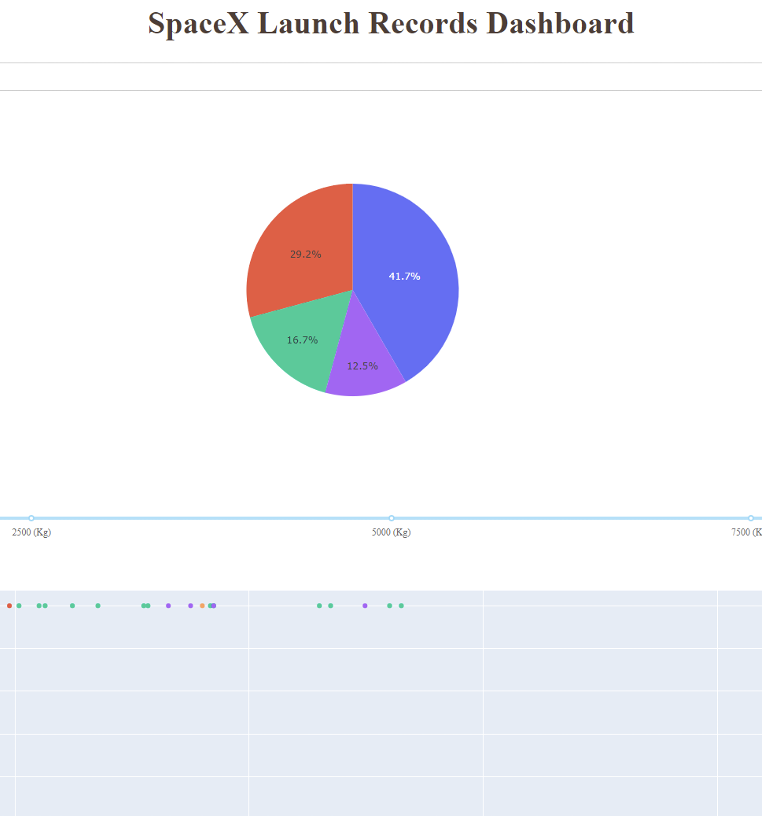 SpaceX Launch Records Dashboard
29.2%
41.7%
16.7%
12.5%
2500 (Kg)
5000 (Kg)
7500 (K